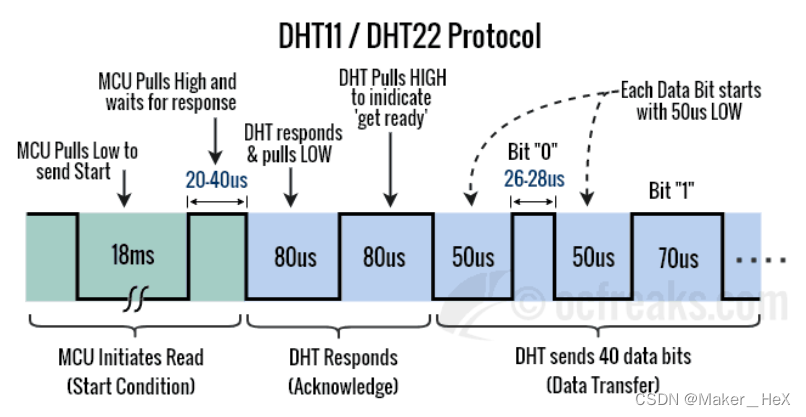 DHT11 / DHT22 Protocol
MCU Pulls High and
waits for response
DHT Pulls HIGH
to inidicate
'get ready'
Each Data Bit starts
with 50us LOW
MCU Pulls Low to
send Start
DHT responds
& pulls LOW
20-40us
Bit "0"
26-28us
Bit "1"
18ms
80us
80us
50us
50us
70us
© ocfreaks.com
MCU Initiates Read
(Start Condition)
DHT Responds
(Acknowledge)
DHT sends 40 data bits
(Data Transfer)
CSDN @Maker__HeX